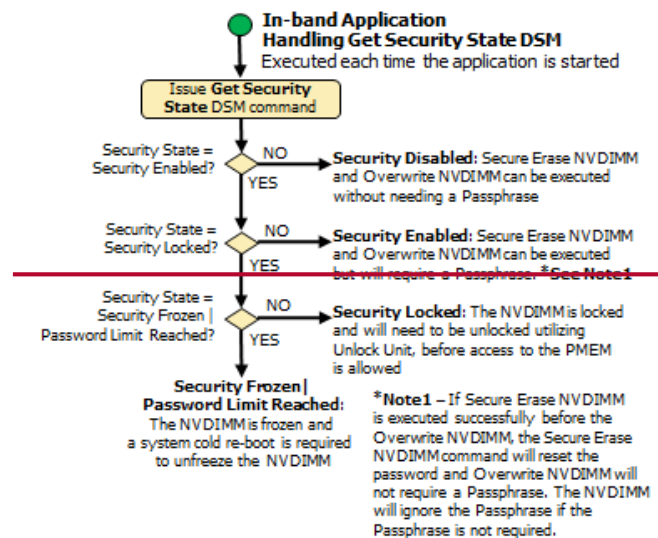 In-band Application
Handling Get Security State DSM
Executed each time the application is started
Issue Get Security
State DSM command
Security State =
Security Enabled?
NO
YES
Security Disabled: Secure Erase NVDIMM
and Overwrite NVDIMM can be executed
without needing a Passphrase
Security State =
Security Locked?
NO
YES
Security Enabled: Secure Erase NVDIMM
and Overwrite NVDIMM can be executed
but will require a Passphrase. *See Note1
Security State =
Security Frozen |
Password Limit Reached?
NO
YES
Security Locked: The NVDIMM is locked
and will need to be unlocked utilizing
Unlock Unit, before access to the PMEM
is allowed
Security Frozen|
Password Limit Reached:
The NVDIMM is frozen and
a system cold re-boot is required
to unfreeze the NVDIMM
*Note1 – If Secure Erase NVDIMM
is executed successfully before the
Overwrite NVDIMM, the Secure Erase
NVDIMM command will reset the
password and Overwrite NVDIMM will
not require a Passphrase. The NVDIMM
will ignore the Passphrase if the
Passphrase is not required.